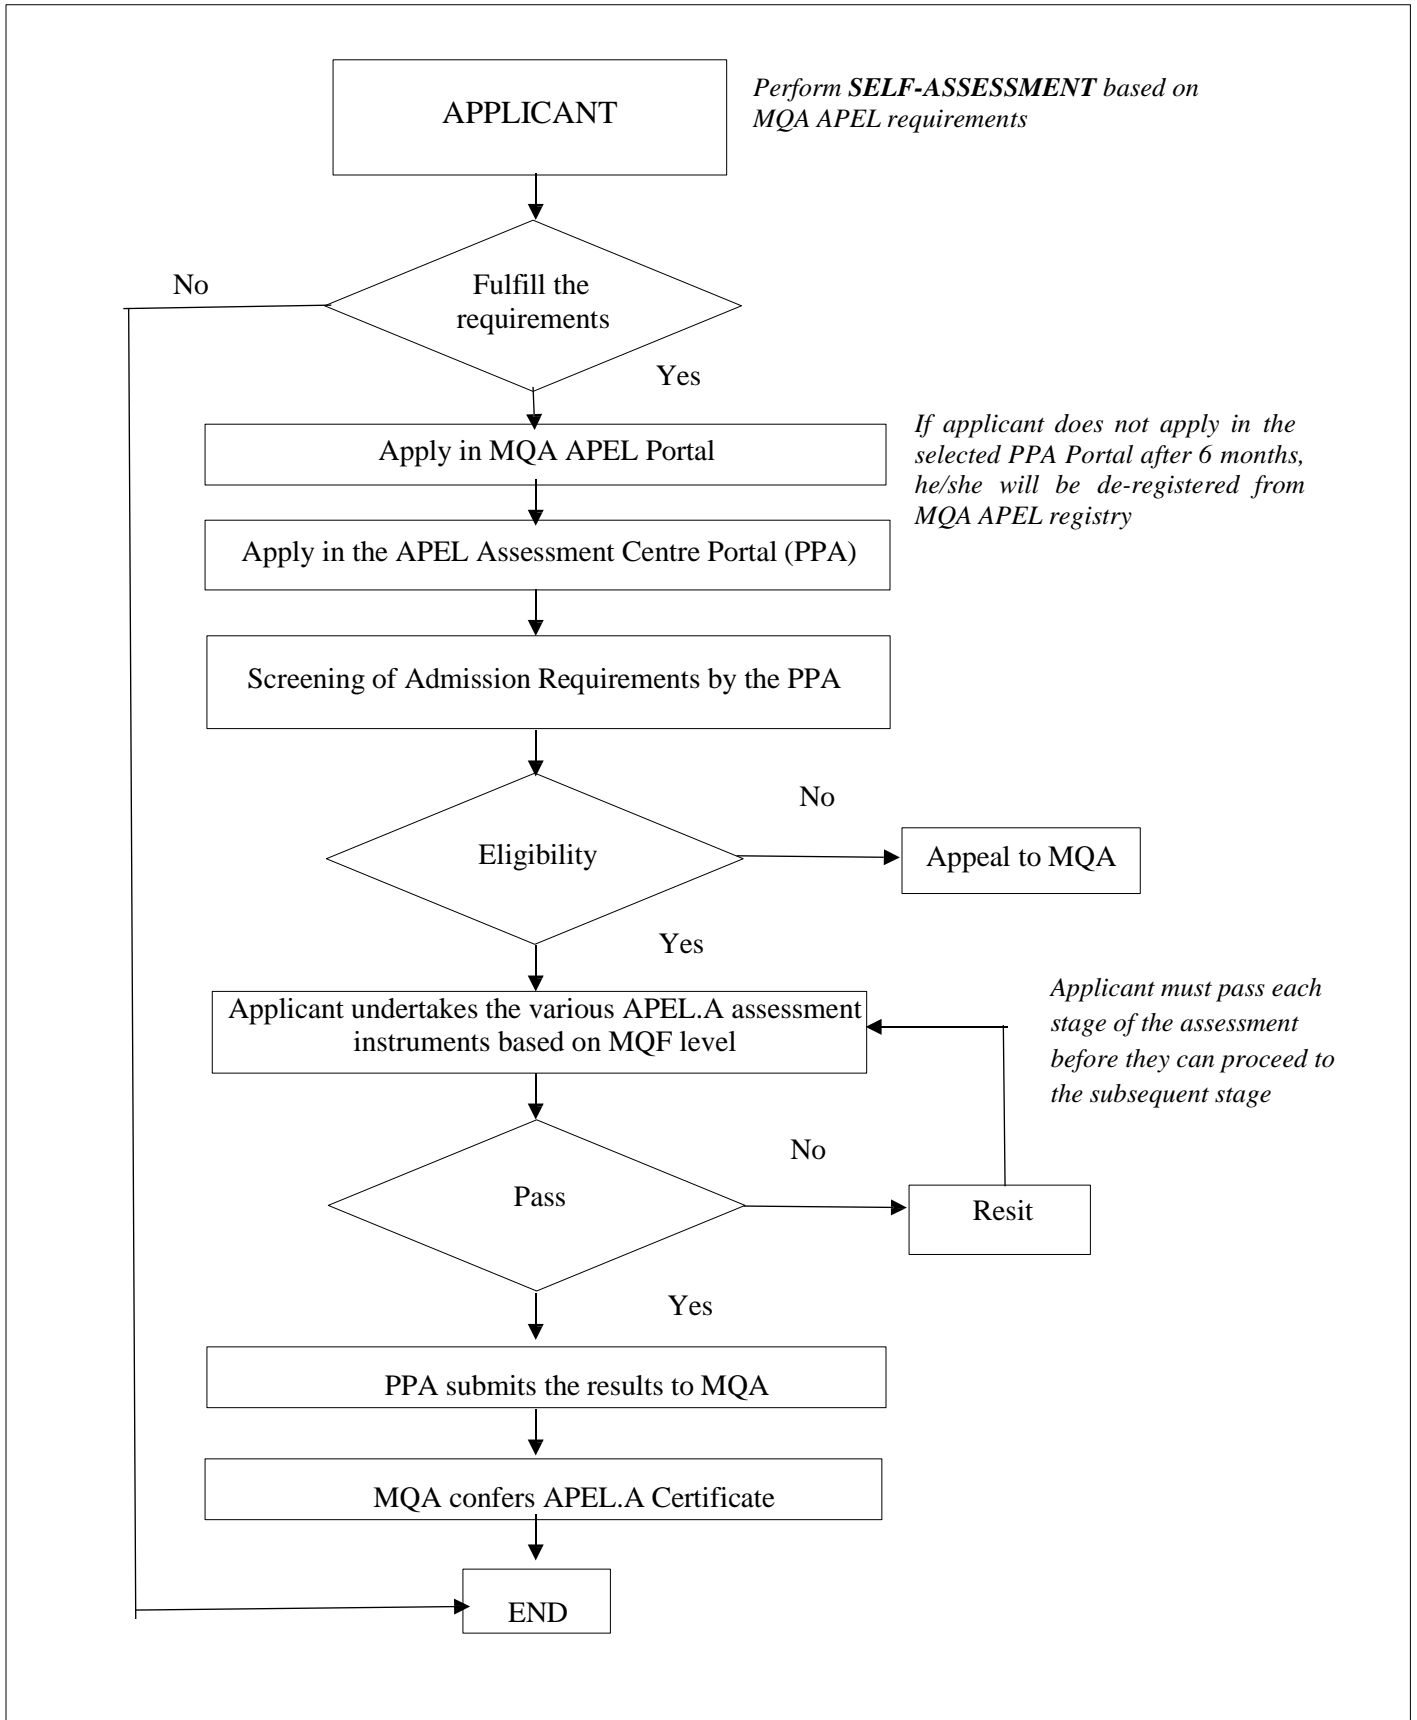 APPLICANT
Perform SELF-ASSESSMENT based on
MQA APEL requirements
No
Fulfill the
requirements
Yes
Apply in MQA APEL Portal
If applicant does not apply in the
selected PPA Portal after 6 months,
he/she will be de-registered from
MQA APEL registry
Apply in the APEL Assessment Centre Portal (PPA)
Screening of Admission Requirements by the PPA
No
Eligibility
Appeal to MQA
Yes
Applicant undertakes the various APEL.A assessment
instruments based on MQF level
Applicant must pass each
stage of the assessment
before they can proceed to
the subsequent stage
No
Pass
Resit
Yes
PPA submits the results to MQA
MQA confers APEL.A Certificate
END